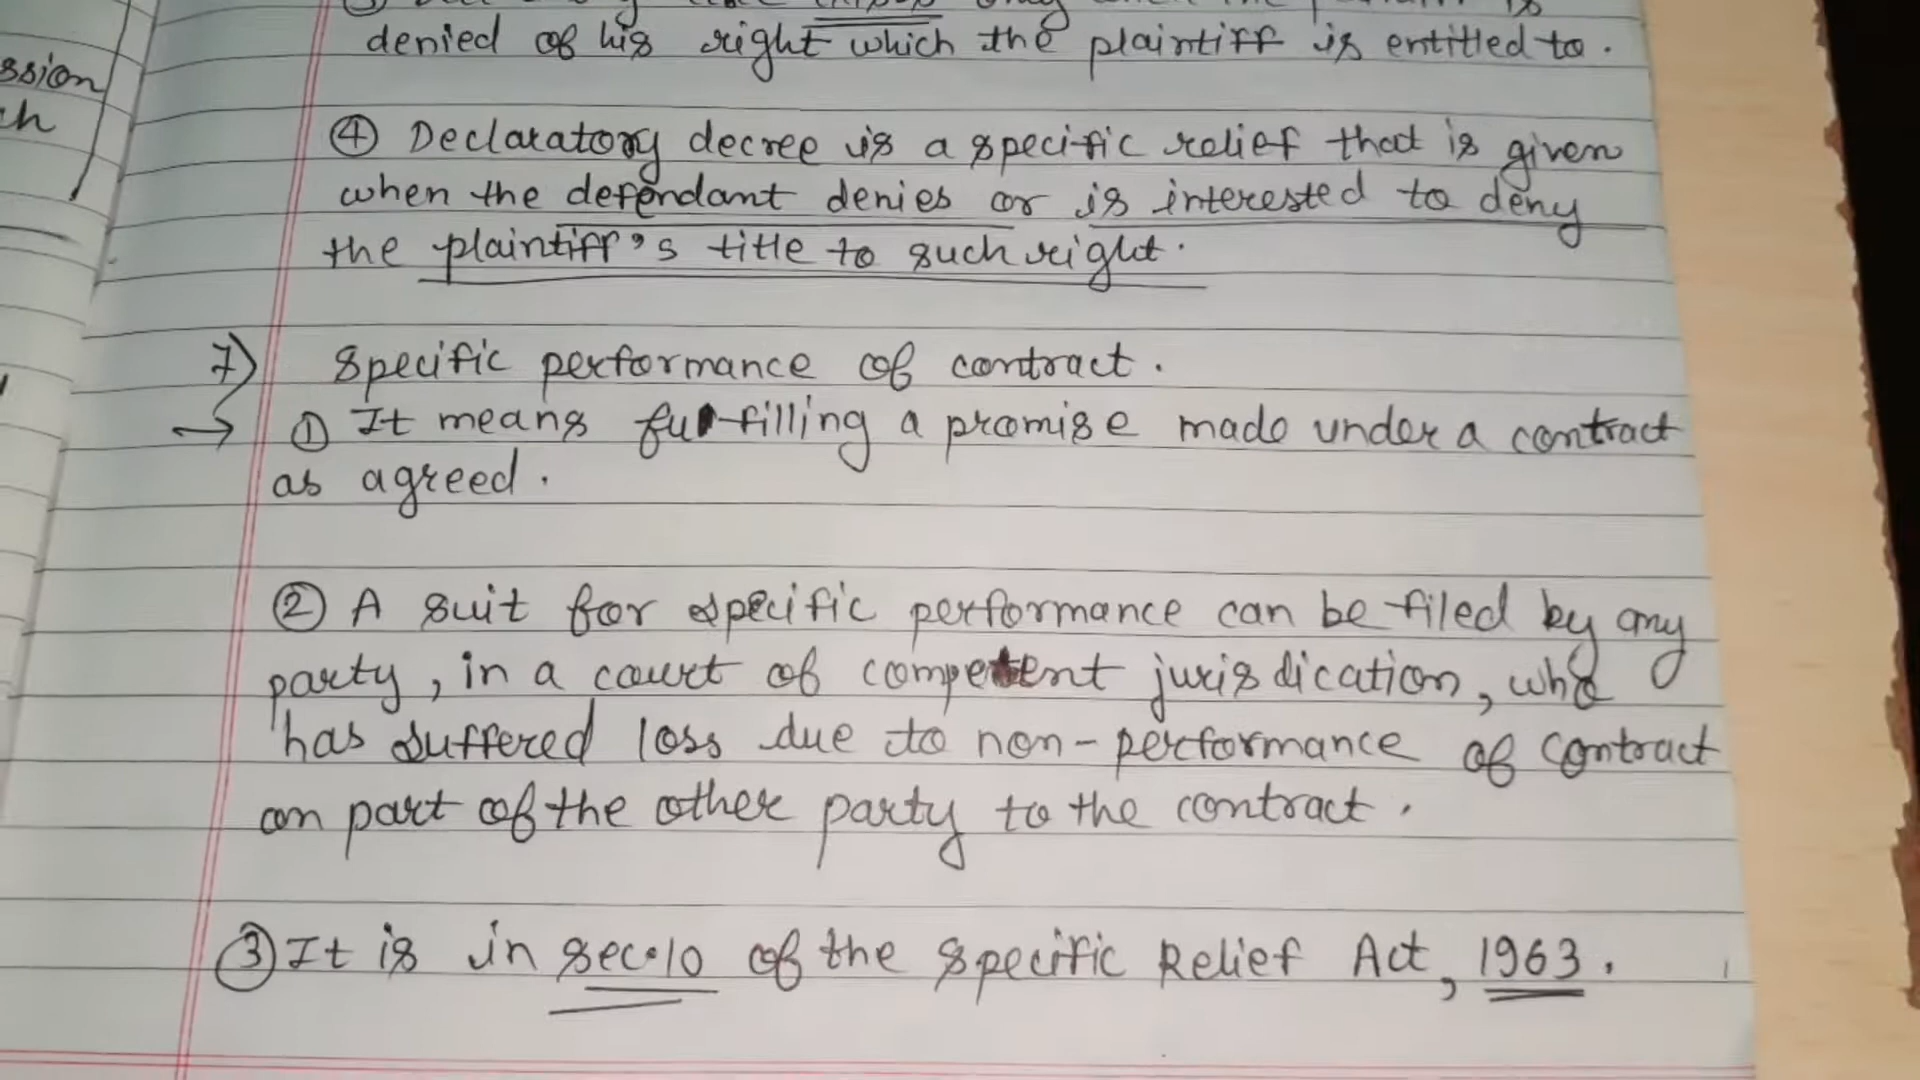 denied of his right which the plaintiff is entitled to.
④ Declaratory decree is a specific relief that is given
when the defendant denies or is interested to deny
the plaintiff's title to such right.
7) Specific performance of contract.
→ ① It means fulfilling a promise made under a contract
as agreed.
② A suit for specific performance can be filed by any
party, in a court of competent jurisdication, who
has suffered loss due to non-performance of contract
on part of the other party to the contract.
③ It is in sec.10 of the specific Relief Act, 1963.
ssion
ch